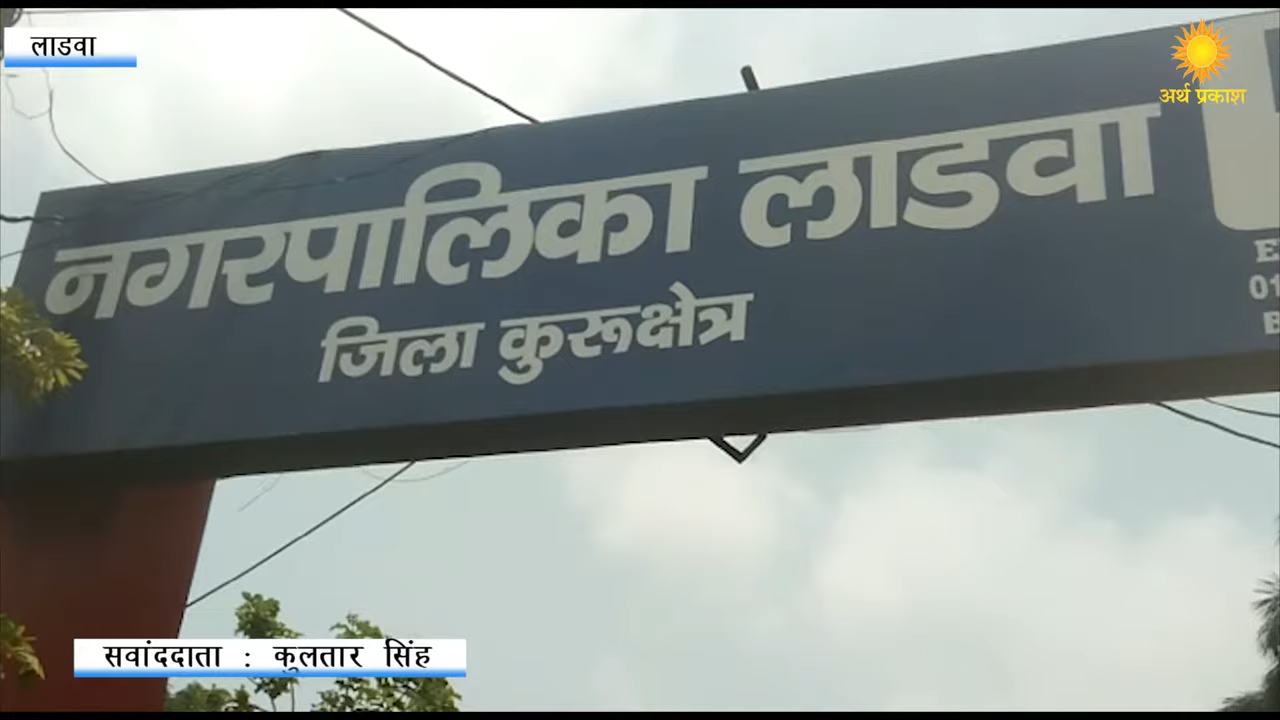 लाडवा
अर्थ प्रकाश
नगरपालिका लाडवा
जिला कुरूक्षेत्र
सवांददाता : कुलतार सिंह